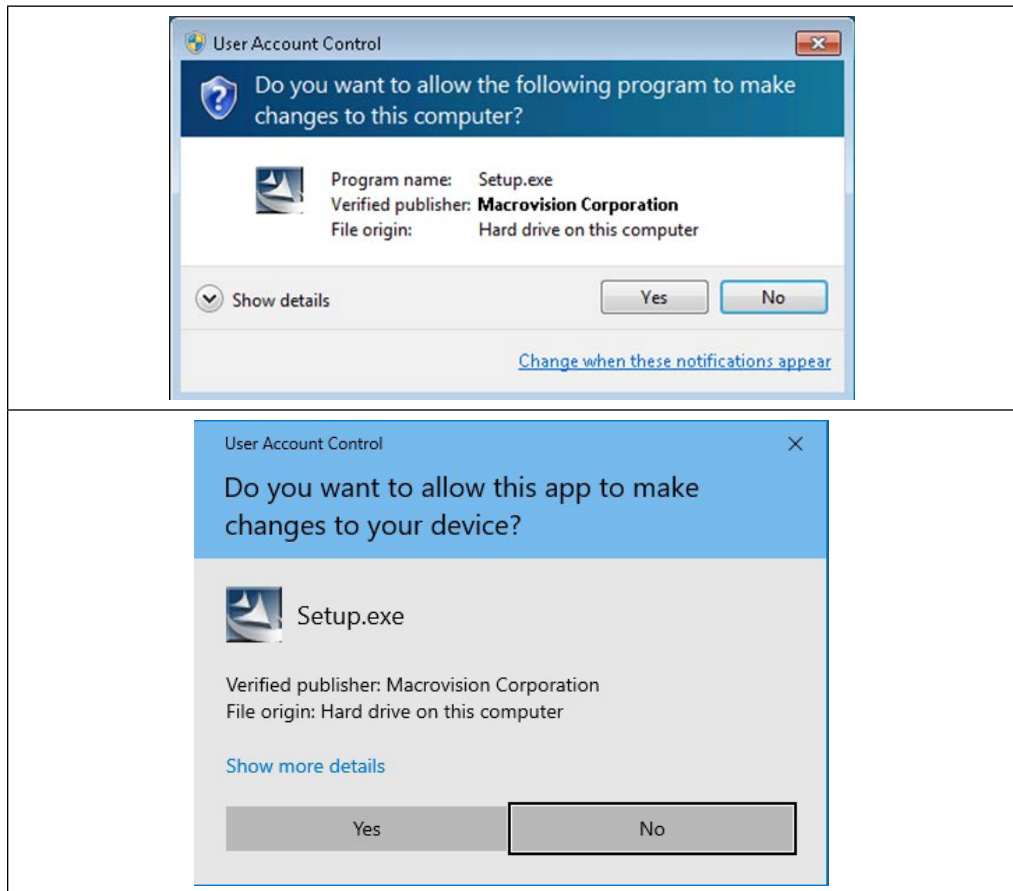 User Account Control
Do you want to allow the following program to make
changes to this computer?
Program name: Setup.exe
Verified publisher: Macrovision Corporation
File origin: Hard drive on this computer
Show details
Yes No
Change when these notifications appear
User Account Control
Do you want to allow this app to make
changes to your device?
Setup.exe
Verified publisher: Macrovision Corporation
File origin: Hard drive on this computer
Show more details
Yes No